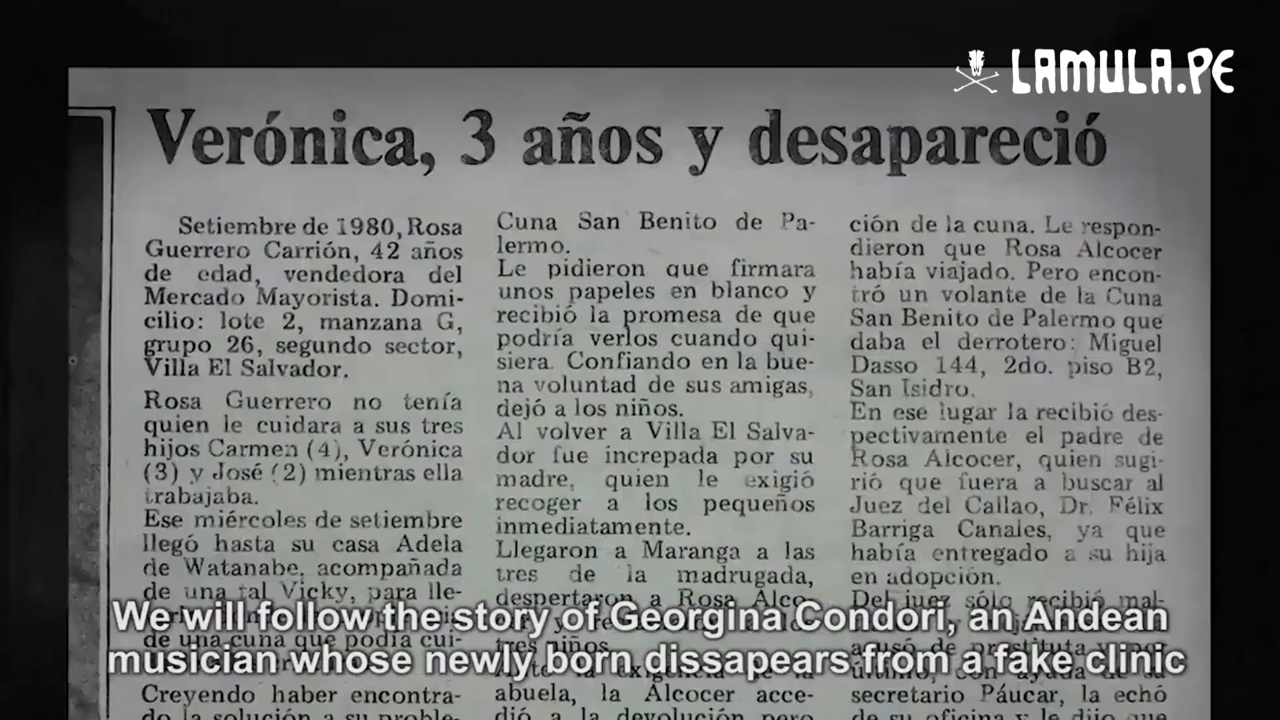 LAMULA.PE
Verónica, 3 años y desapareció
Setiembre de 1980, Rosa
Guerrero Carrión, 42 años
de edad, vendedora del
Mercado Mayorista. Domi-
cilio: lote 2, manzana G,
grupo 26, segundo sector,
Villa El Salvador.
Rosa Guerrero no tenía
quien le cuidara a sus tres
hijos Carmen (4), Verónica
(3) y José (2) mientras ella
trabajaba.
Ese miércoles de setiembre
llegó hasta su casa Adela
de Watanabe, acompañada
de una tal Vicky, para lle-
de una cuna que podía cui-
Creyendo haber encontra-
do la solución a su proble-
Cuna San Benito de Pa-
lermo.
Le pidieron que firmara
unos papeles en blanco y
recibió la promesa de que
podría verlos cuando qui-
siera. Confiando en la bue-
na voluntad de sus amigas,
dejó a los niños.
Al volver a Villa El Salva-
dor fue increpada por su
madre, quien le exigió
recoger a los pequeños
inmediatamente.
Llegaron a Maranga a las
tres de la madrugada,
despertaron a Rosa Alco-
tres niños.
abuela, la Alcocer acce-
dió a la devolución pero
ción de la cuna. Le respon-
dieron que Rosa Alcocer
había viajado. Pero encon-
tró un volante de la Cuna
San Benito de Palermo que
daba el derrotero: Miguel
Dasso 144, 2do. piso B2,
San Isidro.
En ese lugar la recibió des-
pectivamente el padre de
Rosa Alcocer, quien sugi-
rió que fuera a buscar al
Juez del Callao, Dr. Félix
Barriga Canales, ya que
había entregado a su hija
en adopción.
Del juez sólo recibió mal-
secretario Páucar, la echó
de su oficina y le dijo que
We will follow the story of Georgina Condori, an Andean
musician whose newly born dissapears from a fake clinic